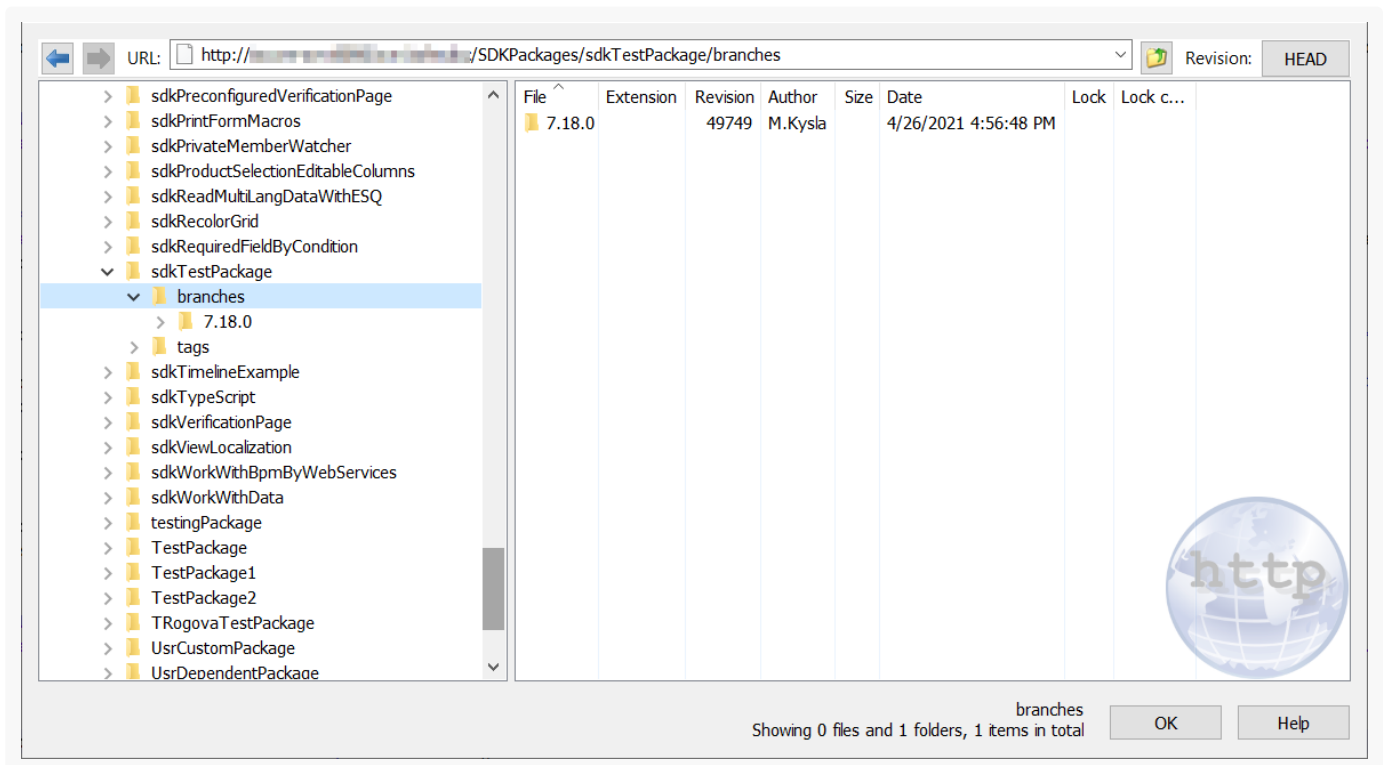 URL: http:// /SDKPackages/sdkTestPackage/branches Revision: HEAD
sdkPreconfiguredVerificationPage
sdkPrintFormMacros
sdkPrivateMemberWatcher
sdkProductSelectionEditableColumns
sdkReadMultiLangDataWithESQ
sdkRecolorGrid
sdkRequiredFieldByCondition
sdkTestPackage
branches
7.18.0
tags
sdkTimelineExample
sdkTypeScript
sdkVerificationPage
sdkViewLocalization
sdkWorkWithBpmByWebServices
sdkWorkWithData
testingPackage
TestPackage
TestPackage1
TestPackage2
TRogovaTestPackage
UsrCustomPackage
UsrDependentPackage
File Extension Revision Author Size Date Lock Lock c...
7.18.0 49749 M.Kysla 4/26/2021 4:56:48 PM
http
branches
Showing 0 files and 1 folders, 1 items in total
OK Help